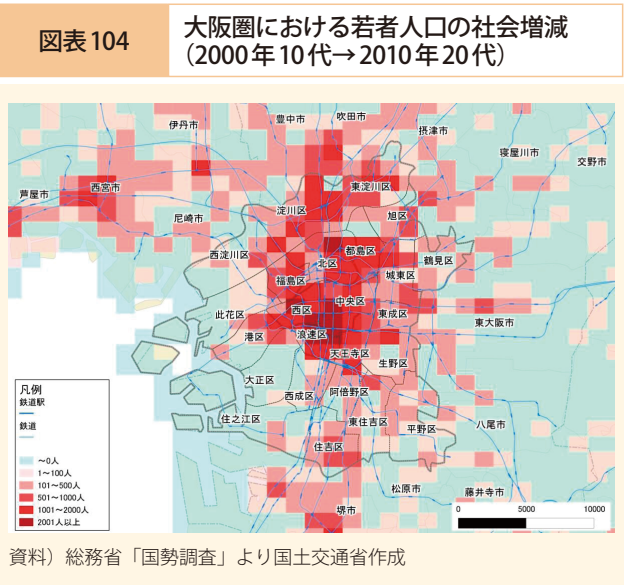 図表104
大阪圏における若者人口の社会増減
（2000年10代→2010年20代）
伊丹市
豊中市
吹田市
摂津市
寝屋川市
交野市
芦屋市
西宮市
東淀川区
尼崎市
淀川区
旭区
西淀川区
都島区
北区
鶴見区
城東区
福島区
中央区
西区
此花区
東成区
東大阪市
港区
浪速区
天王寺区
生野区
大正区
西成区
阿倍野区
住之江区
東住吉区
平野区
八尾市
住吉区
松原市
藤井寺市
堺市
凡例
鉄道駅
鉄道
～0人
1～100人
101～500人
501～1000人
1001～2000人
2001人以上
0 5000 10000
資料）総務省「国勢調査」より国土交通省作成